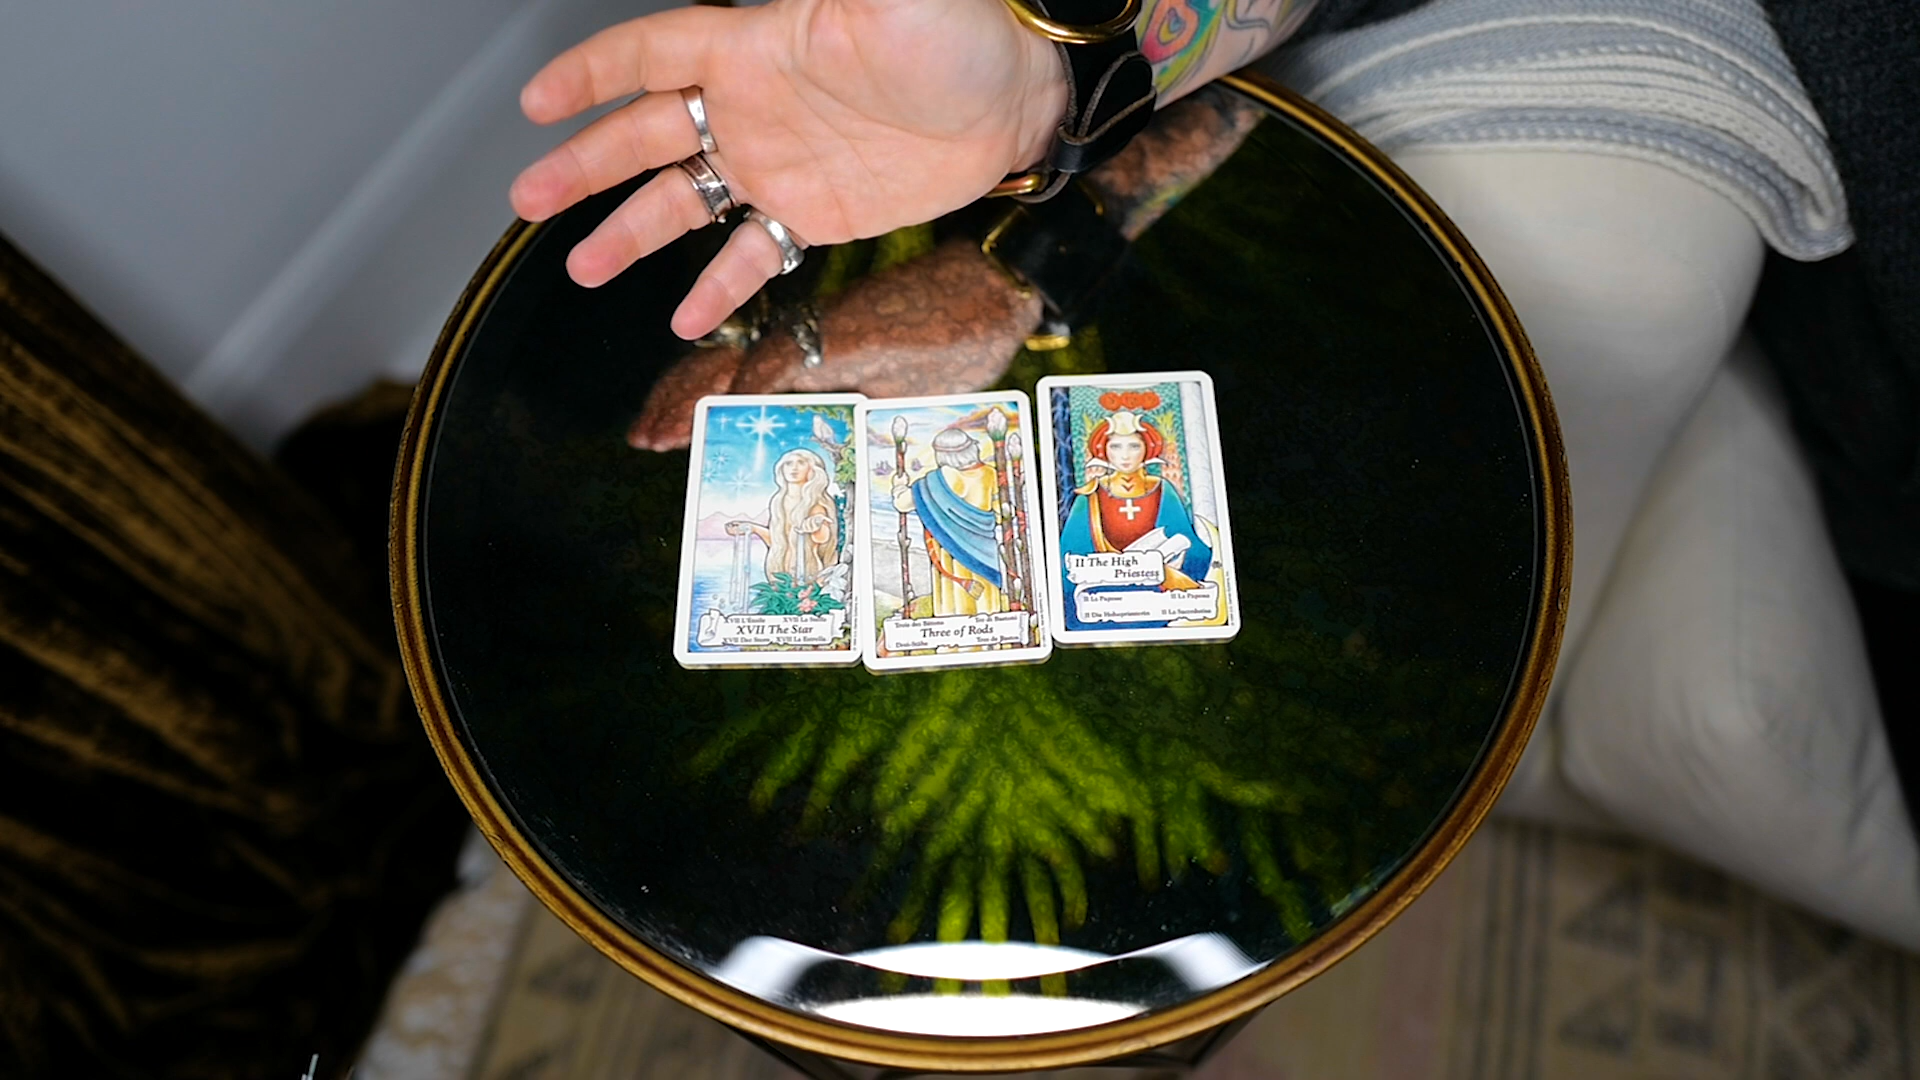 XVII L'Etoile XVII La Stella
XVII The Star
XVII Der Stern XVII La Estrella
Trois des Bâtons Tre di Bastoni
Three of Rods
Drei-Stäbe Tres de Bastos
II The High
Priestess
II La Papesse II La Papessa
II Die Hohepriesterin II La Sacerdotisa